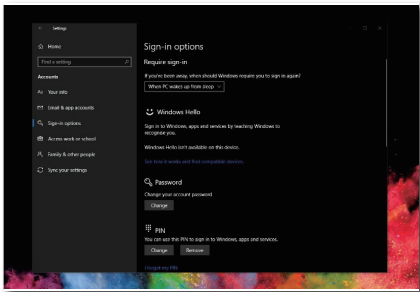 Settings
Home
Find a setting
Accounts
Your info
Email & app accounts
Sign-in options
Access work or school
Family & other people
Sync your settings
Sign-in options
Require sign-in
If you've been away, when should Windows require you to sign in again?
When PC wakes up from sleep
Windows Hello
Sign in to Windows, apps and services by teaching Windows to
recognise you.
Windows Hello isn't available on this device.
See how it works and find compatible devices.
Password
Change your account password
Change
PIN
You can use this PIN to sign in to Windows, apps and services.
Change Remove
I forgot my PIN